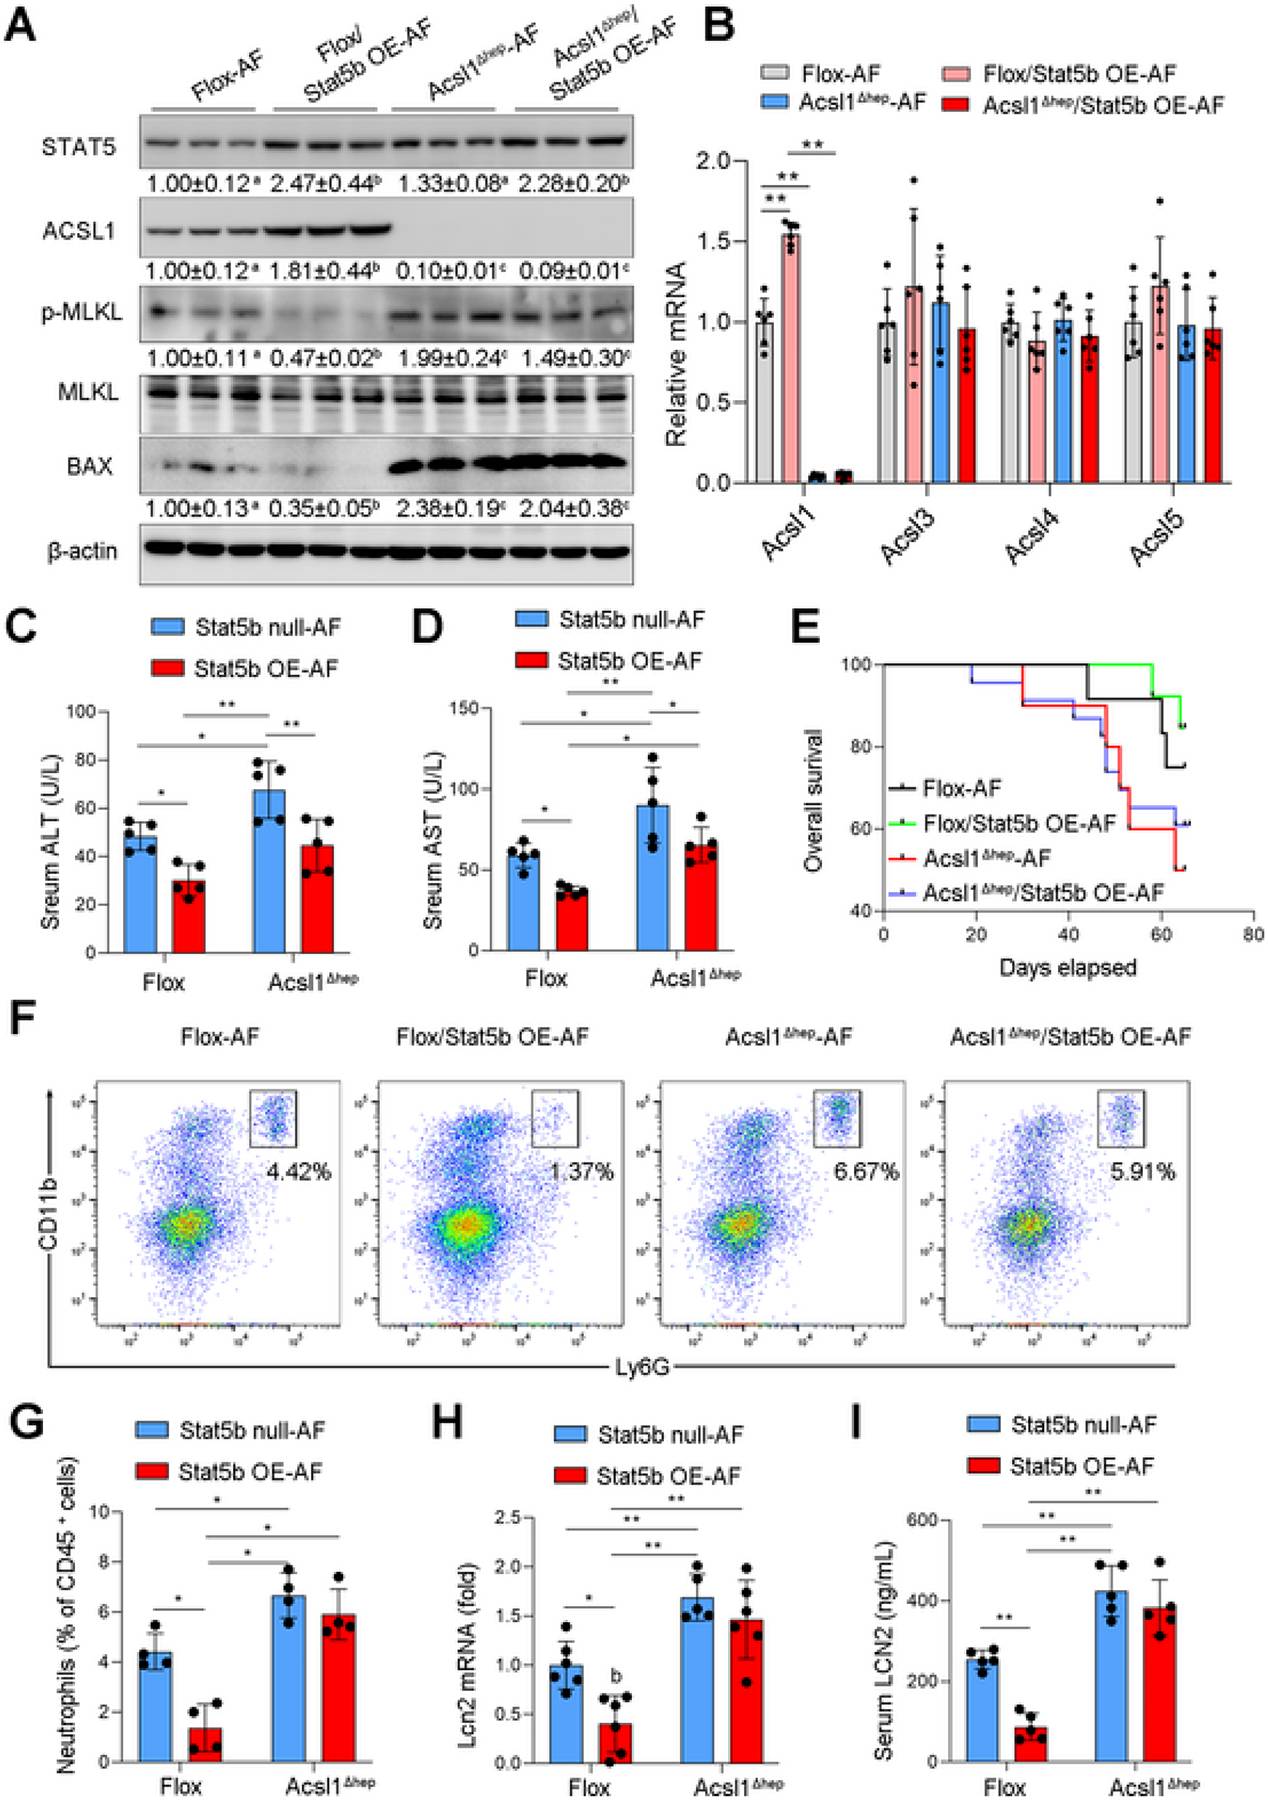 A
Flox-AF
Flox/
Stat5b OE-AF
Acsl1Δhep-AF
Acsl1Δhep/
Stat5b OE-AF
STAT5
1.00±0.12 a 2.47±0.44b 1.33±0.08a 2.28±0.20b
ACSL1
1.00±0.12 a 1.81±0.44b 0.10±0.01c 0.09±0.01c
p-MLKL
1.00±0.11 a 0.47±0.02b 1.99±0.24c 1.49±0.30c
MLKL
BAX
1.00±0.13 a 0.35±0.05b 2.38±0.19c 2.04±0.38c
β-actin
B
Flox-AF
Flox/Stat5b OE-AF
Acsl1Δhep-AF
Acsl1Δhep/Stat5b OE-AF
Relative mRNA
2.0
1.5
1.0
0.5
0.0
**
**
**
Acsl1
Acsl3
Acsl4
Acsl5
C
Stat5b null-AF
Stat5b OE-AF
Sreum ALT (U/L)
100
80
60
40
20
0
**
*
**
*
Flox
Acsl1Δhep
D
Stat5b null-AF
Stat5b OE-AF
Sreum AST (U/L)
150
100
50
0
**
*
*
*
*
Flox
Acsl1Δhep
E
Overall surival
100
80
60
40
Flox-AF
Flox/Stat5b OE-AF
Acsl1Δhep-AF
Acsl1Δhep/Stat5b OE-AF
0
20
40
60
80
Days elapsed
F
Flox-AF
Flox/Stat5b OE-AF
Acsl1Δhep-AF
Acsl1Δhep/Stat5b OE-AF
4.42%
1.37%
6.67%
5.91%
CD11b
Ly6G
G
Stat5b null-AF
Stat5b OE-AF
Neutrophils (% of CD45 + cells)
10
8
6
4
2
0
*
*
*
*
Flox
Acsl1Δhep
H
Stat5b null-AF
Stat5b OE-AF
Lcn2 mRNA (fold)
2.5
2.0
1.5
1.0
0.5
0.0
**
**
**
*
b
Flox
Acsl1Δhep
I
Stat5b null-AF
Stat5b OE-AF
Serum LCN2 (ng/mL)
600
400
200
0
**
**
**
**
Flox
Acsl1Δhep